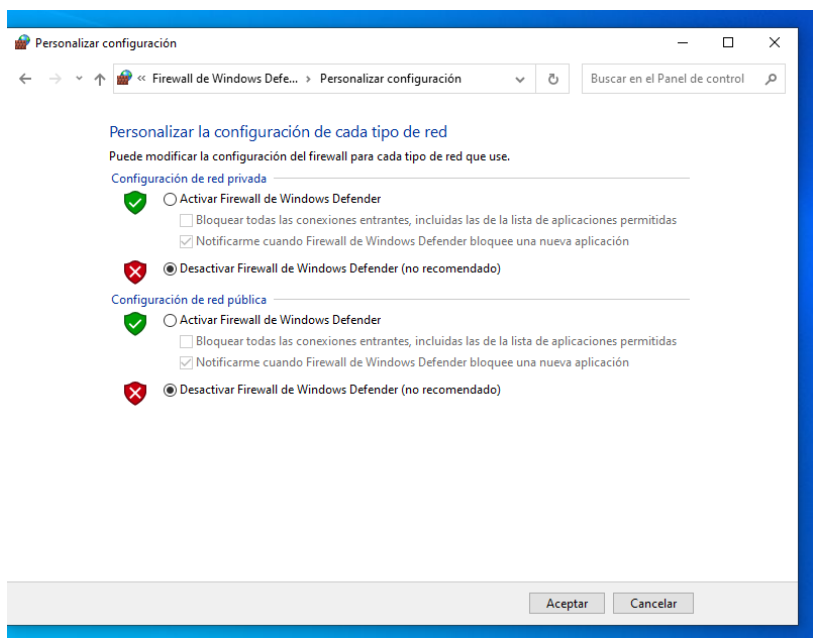 Personalizar configuración
« Firewall de Windows Defe... › Personalizar configuración
Buscar en el Panel de control
Personalizar la configuración de cada tipo de red
Puede modificar la configuración del firewall para cada tipo de red que use.
Configuración de red privada
Activar Firewall de Windows Defender
Bloquear todas las conexiones entrantes, incluidas las de la lista de aplicaciones permitidas
Notificarme cuando Firewall de Windows Defender bloquee una nueva aplicación
Desactivar Firewall de Windows Defender (no recomendado)
Configuración de red pública
Activar Firewall de Windows Defender
Bloquear todas las conexiones entrantes, incluidas las de la lista de aplicaciones permitidas
Notificarme cuando Firewall de Windows Defender bloquee una nueva aplicación
Desactivar Firewall de Windows Defender (no recomendado)
Aceptar Cancelar